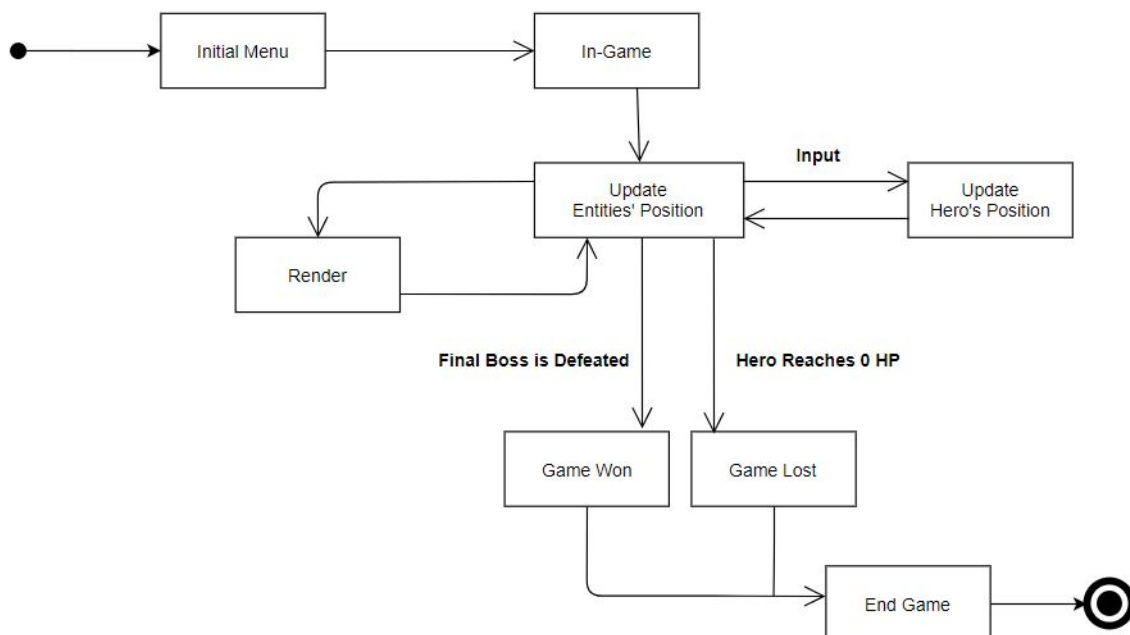 Initial Menu
In-Game
Input
Update
Entities' Position
Update
Hero's Position
Render
Final Boss is Defeated
Hero Reaches 0 HP
Game Won
Game Lost
End Game